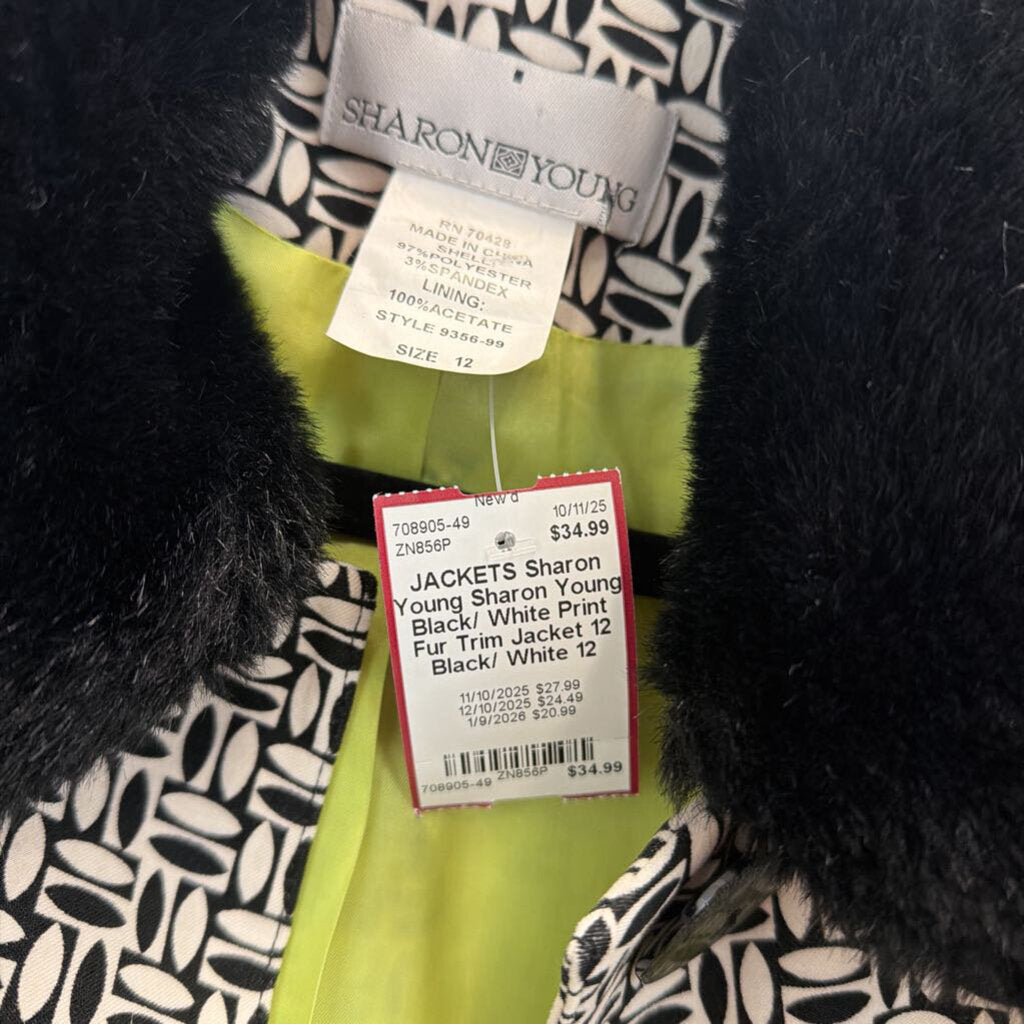 SHARON YOUNG
RN 70429
MADE IN CHINA
SHELL:
97%POLYESTER
3%SPANDEX
LINING:
100%ACETATE
STYLE 9356-99
SIZE 12
New'd
708905-49 10/11/25
ZN856P $34.99
JACKETS Sharon
Young Sharon Young
Black/ White Print
Fur Trim Jacket 12
Black/ White 12
11/10/2025 $27.99
12/10/2025 $24.49
1/9/2026 $20.99
708905-49 ZN856P $34.99